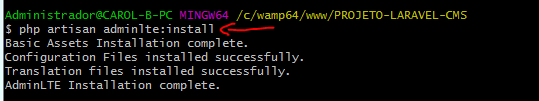 Administrador@CAROL-B-PC MINGW64 /c/wamp64/www/PROJETO-LARAVEL-CMS
$ php artisan adminlte:install
Basic Assets Installation complete.
Configuration Files installed successfully.
Translation files installed successfully.
AdminLTE Installation complete.